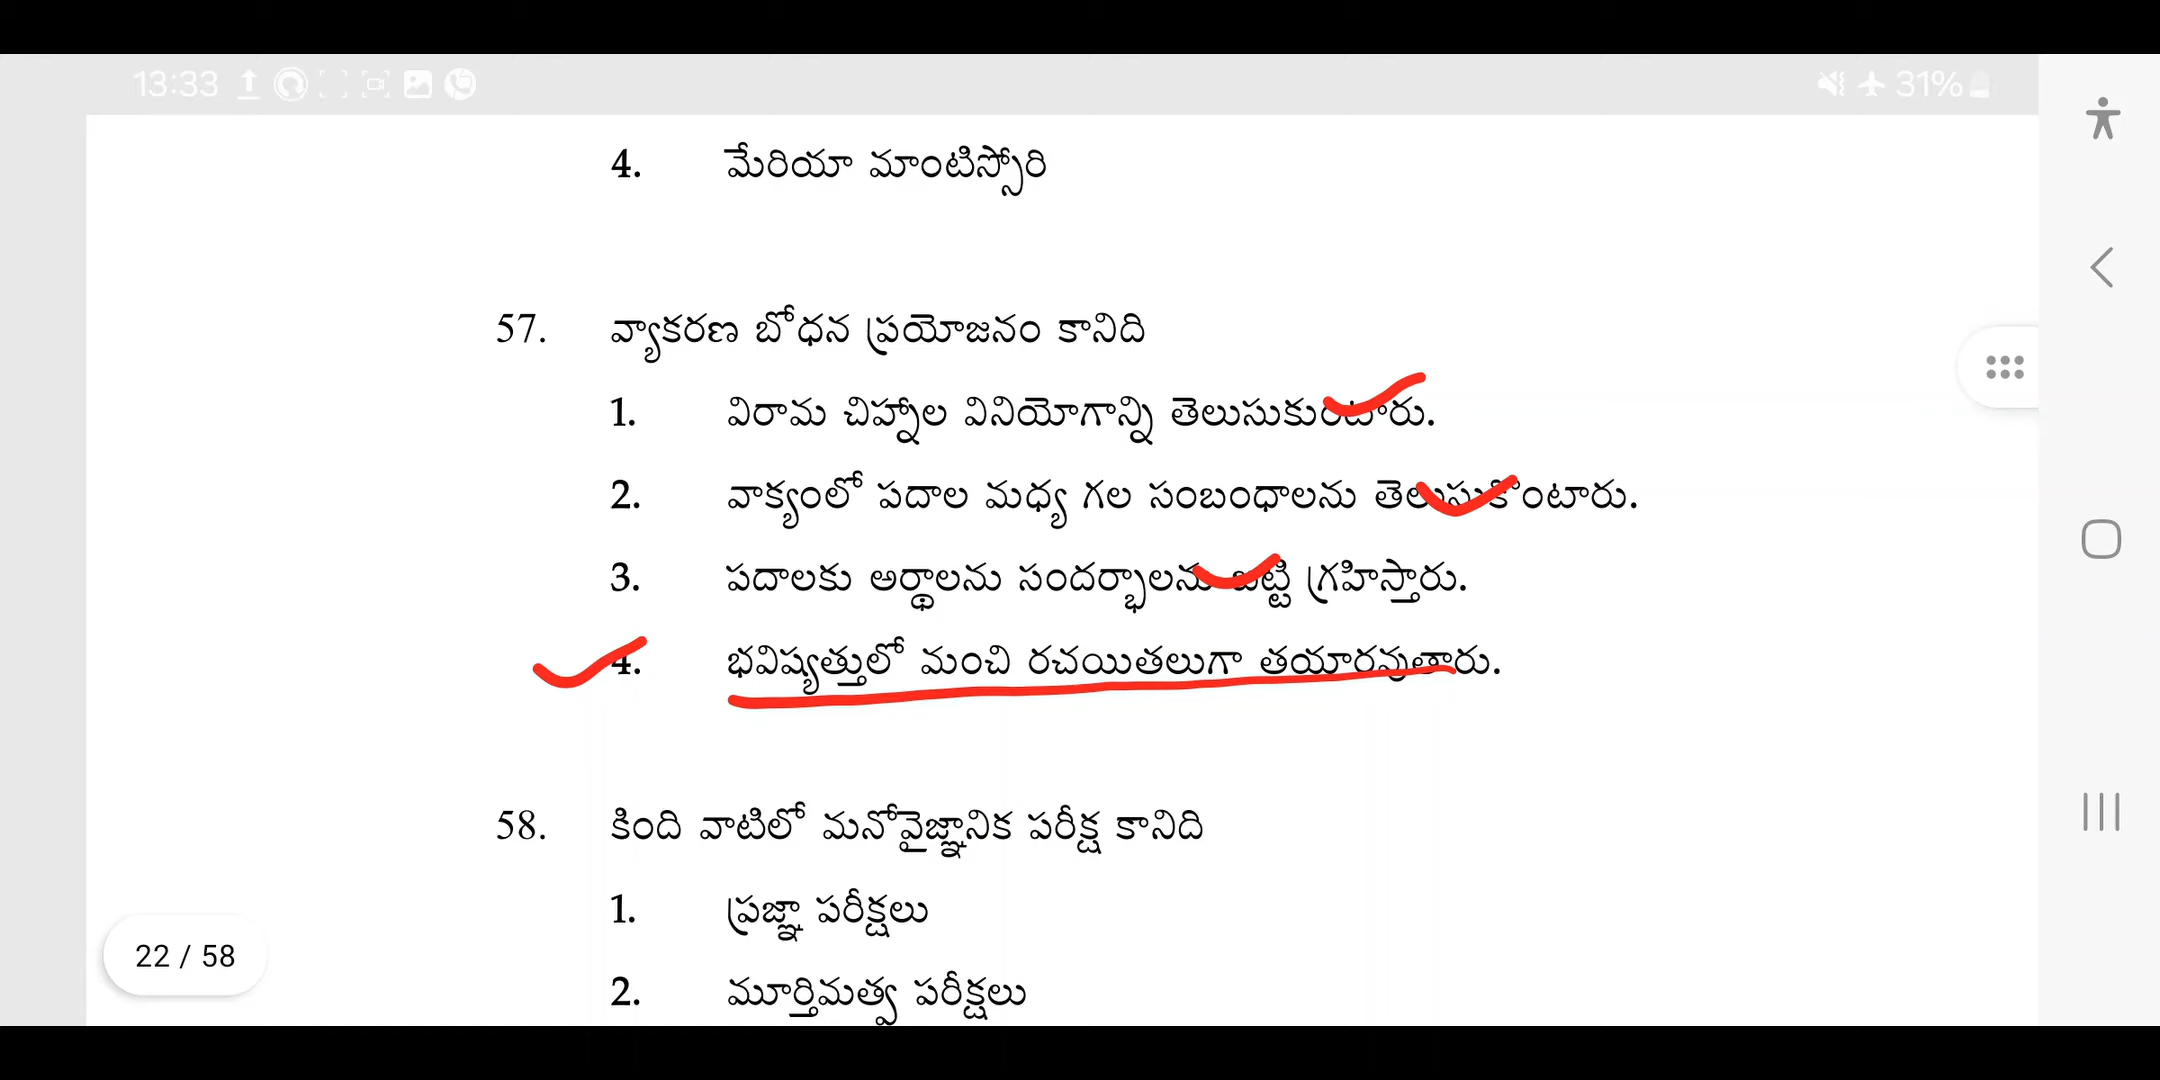 13:33
31%
4. మేరియా మాంటిస్సోరి
57. వ్యాకరణ బోధన ప్రయోజనం కానిది
1. విరామ చిహ్నాల వినియోగాన్ని తెలుసుకుంటారు.
2. వాక్యంలో పదాల మధ్య గల సంబంధాలను తెలుసుకొంటారు.
3. పదాలకు అర్థాలను సందర్భాలను బట్టి గ్రహిస్తారు.
4. భవిష్యత్తులో మంచి రచయితలుగా తయారవుతారు.
58. కింది వాటిలో మనోవైజ్ఞానిక పరీక్ష కానిది
1. ప్రజ్ఞా పరీక్షలు
2. మూర్తిమత్వ పరీక్షలు
22 / 58